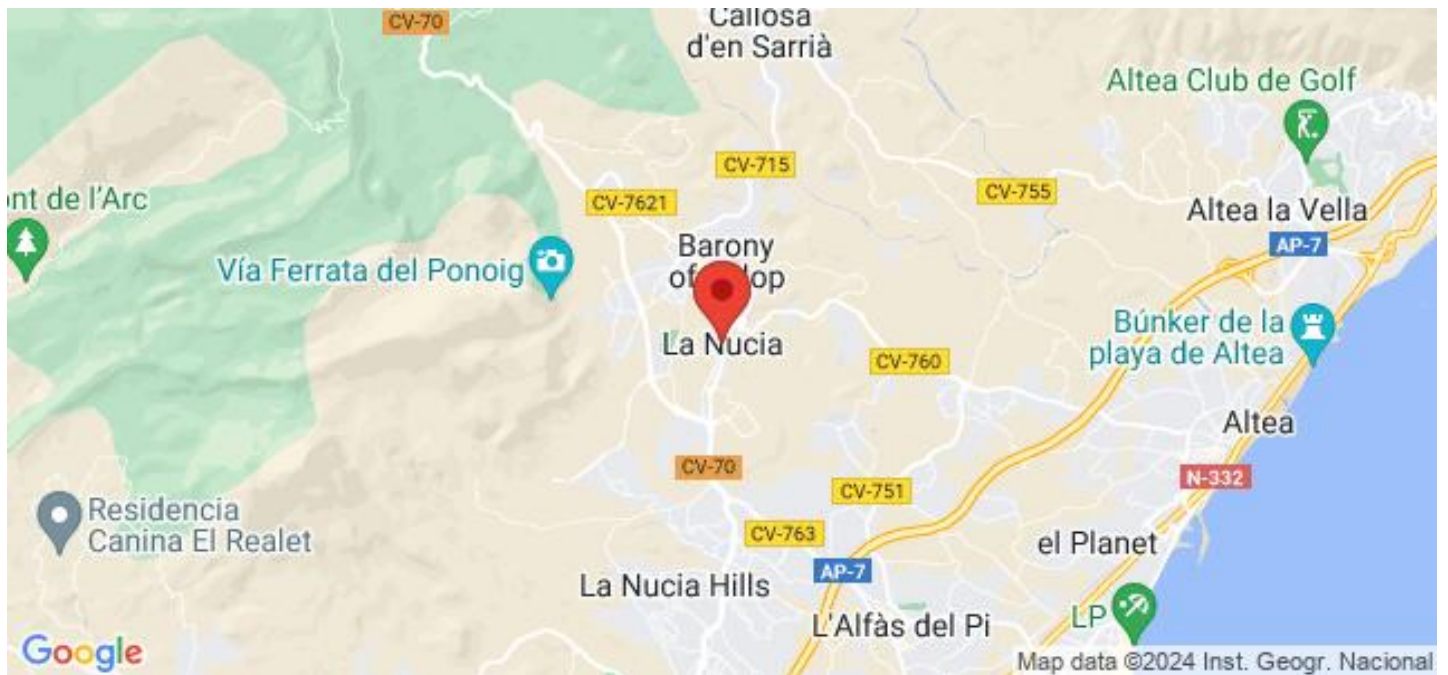 CV-70
Callosa
d'en Sarrià
Altea Club de Golf
CV-715
CV-755
CV-7621
nt de l'Arc
Altea la Vella
AP-7
Barony
Vía Ferrata del Ponoig
La Nucia
Búnker de la
playa de Altea
CV-760
Altea
CV-70
N-332
CV-751
Residencia
Canina El Realet
CV-763
el Planet
AP-7
La Nucia Hills
LP
L'Alfàs del Pi
Google
Map data ©2024 Inst. Geogr. Nacional